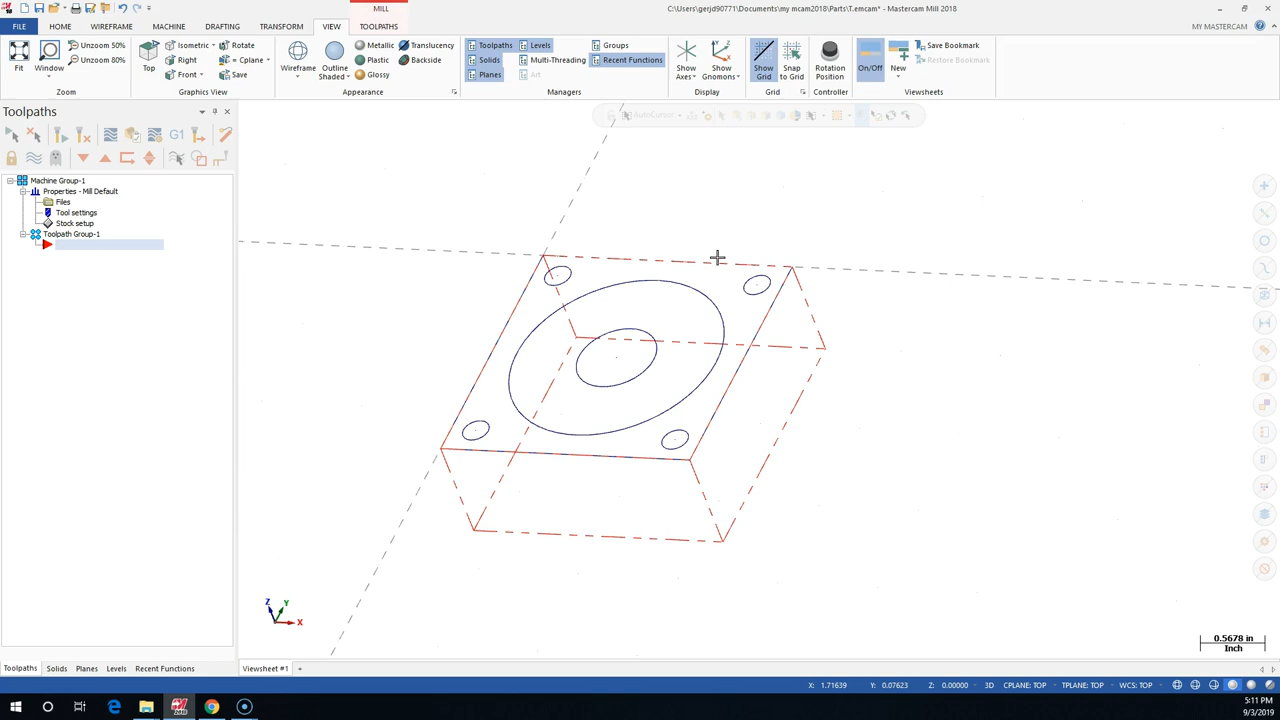 MILL
C:\Users\gerjd90771\Documents\my mcam2018\Parts\T.emcam* - Mastercam Mill 2018
FILE HOME WIREFRAME MACHINE DRAFTING TRANSFORM VIEW TOOLPATHS MY MASTERCAM
Fit Window Unzoom 50% Unzoom 80% Zoom
Top Isometric Right Front Rotate = Cplane Save Graphics View
Wireframe Outline Shaded Metallic Plastic Glossy Translucency Backside Appearance
Toolpaths Solids Planes Levels Multi-Threading Art Groups Recent Functions Managers
Show Axes Show Gnomons Display
Show Grid Snap to Grid Grid
Rotation Position Controller
On/Off New Save Bookmark Restore Bookmark Viewsheets
Toolpaths
AutoCursor
G1
Machine Group-1
Properties - Mill Default
Files
Tool settings
Stock setup
Toolpath Group-1
Z Y X
0.5678 in
Inch
Toolpaths Solids Planes Levels Recent Functions
Viewsheet #1 +
X: 1.71639 Y: 0.07623 Z: 0.00000 3D CPLANE: TOP TPLANE: TOP WCS: TOP
2018
5:11 PM
9/3/2019